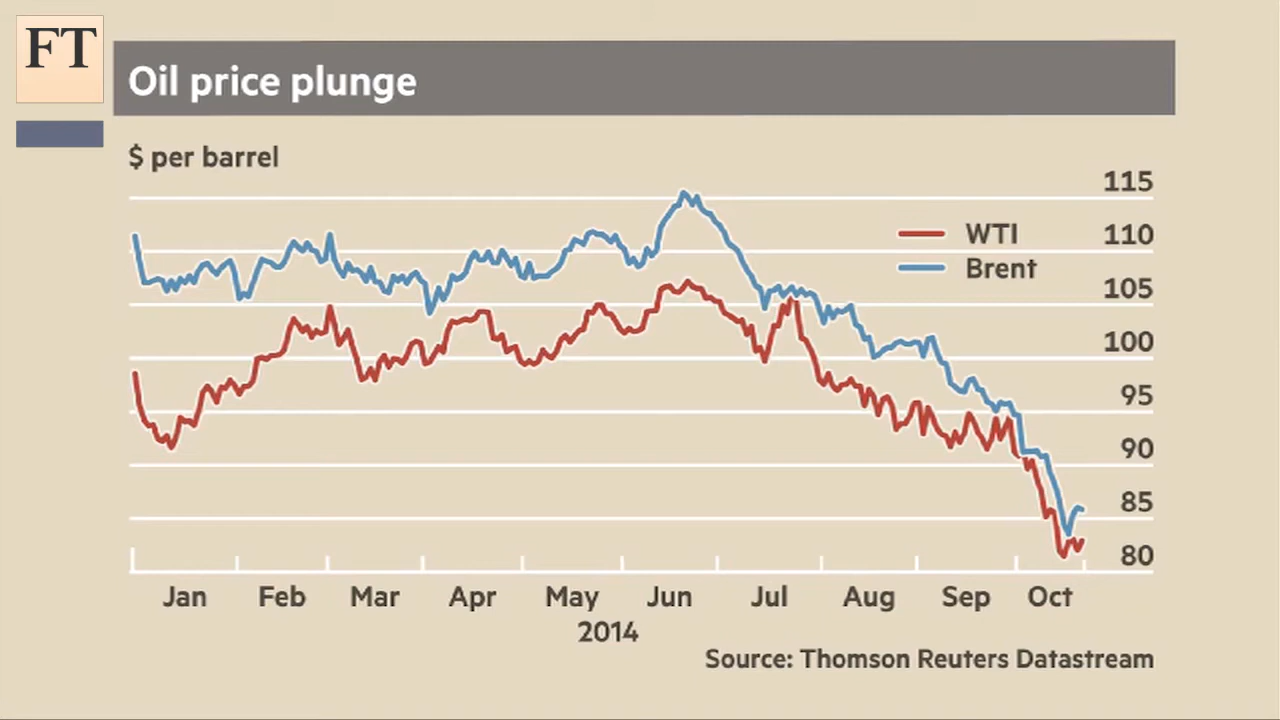 FT
Oil price plunge
$ per barrel
115
WTI
110
Brent
105
100
95
90
85
80
Jan Feb Mar Apr May Jun Jul Aug Sep Oct
2014
Source: Thomson Reuters Datastream